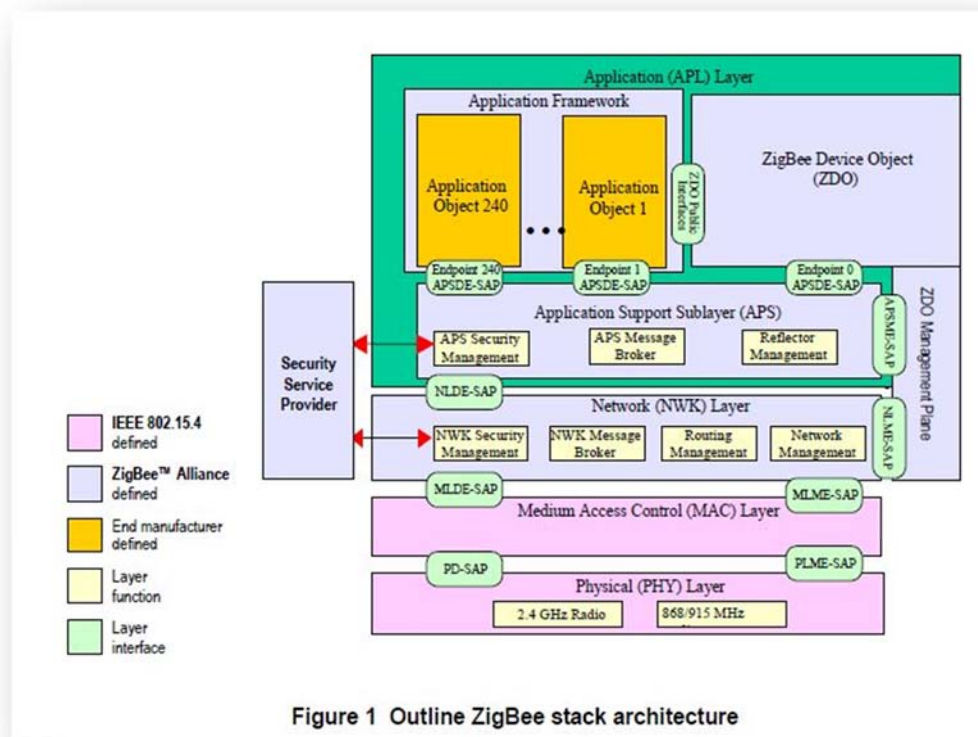 Application (APL) Layer
Application Framework
Application
Object 240
Application
Object 1
ZDO Public
Interfaces
ZigBee Device Object
(ZDO)
Endpoint 240
APSDE-SAP
Endpoint 1
APSDE-SAP
Endpoint 0
APSDE-SAP
Application Support Sublayer (APS)
APS Security
Management
APS Message
Broker
Reflector
Management
APSME-SAP
ZDO Management Plane
Security
Service
Provider
NLDE-SAP
Network (NWK) Layer
NWK Security
Management
NWK Message
Broker
Routing
Management
Network
Management
NLME-SAP
MLDE-SAP
MLME-SAP
Medium Access Control (MAC) Layer
PD-SAP
PLME-SAP
Physical (PHY) Layer
2.4 GHz Radio
868/915 MHz
IEEE 802.15.4
defined
ZigBee™ Alliance
defined
End manufacturer
defined
Layer
function
Layer
interface
Figure 1 Outline ZigBee stack architecture